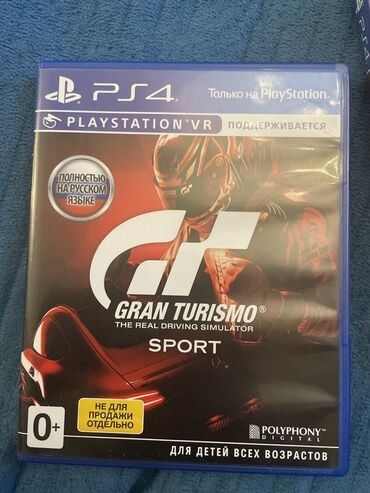 PS4
Только на PlayStation.
PLAYSTATION®VR
ПОДДЕРЖИВАЕТСЯ
ПОЛНОСТЬЮ
НА РУССКОМ
ЯЗЫКЕ
GT
GRAN TURISMO®
THE REAL DRIVING SIMULATOR
SPORT
0+
НЕ ДЛЯ
ПРОДАЖИ
ОТДЕЛЬНО
POLYPHONY
DIGITAL
ДЛЯ ДЕТЕЙ ВСЕХ ВОЗРАСТОВ